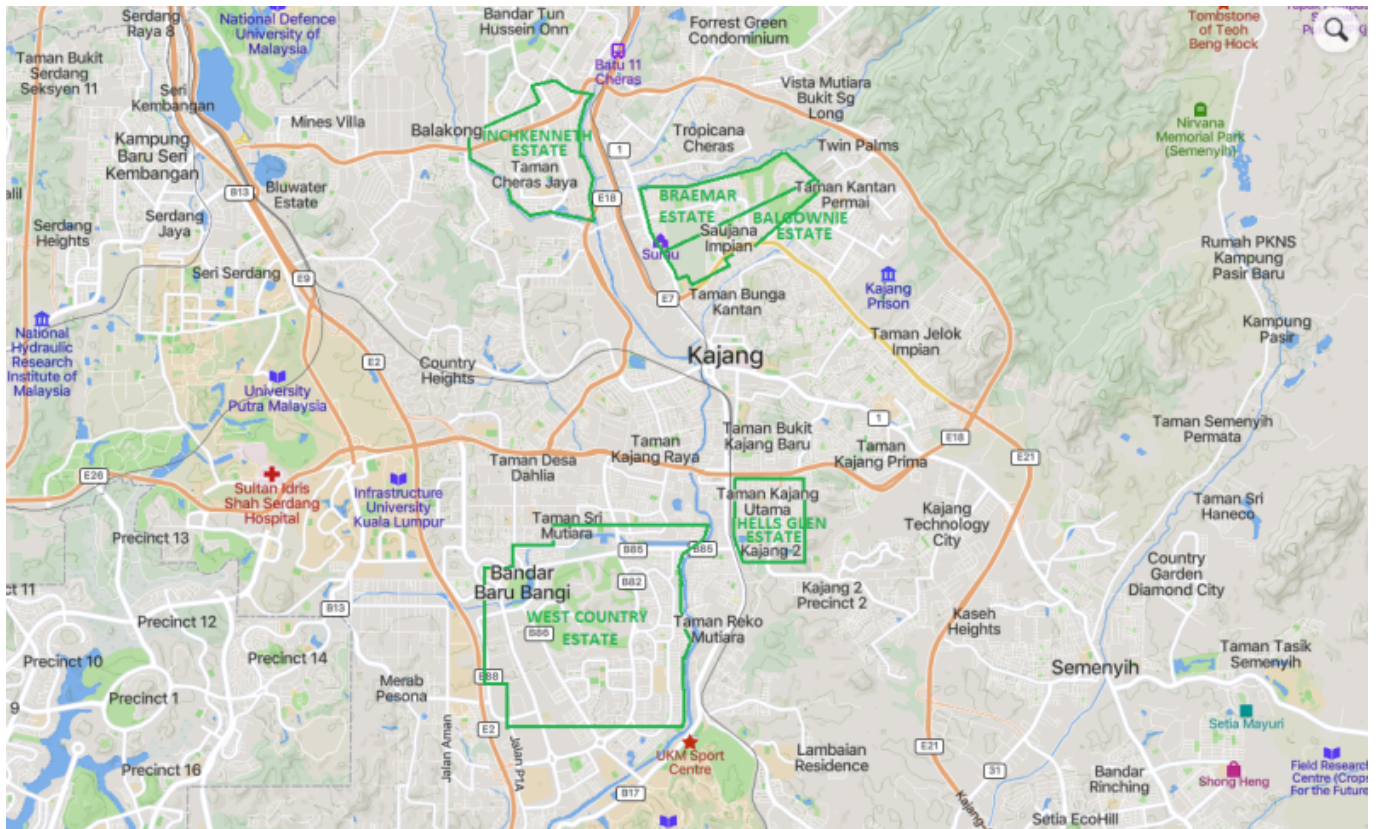 Serdang
Raya 8
National Defence
University of
Malaysia
Bandar Tun
Hussein Onn
Forrest Green
Condominium
Tombstone
of Teoh
Beng Hock
Taman Bukit
Serdang
Seksyen 11
Seri
Kembangan
Batu 11
Cheras
Vista Mutiara
Bukit Sg
Long
Mines Villa
Balakong
INCHKENNETH
ESTATE
Taman
Cheras Jaya
1
Tropicana
Cheras
Twin Palms
Nirvana
Memorial Park
(Semenyih)
Kampung
Baru Seri
Kembangan
B13
Bluwater
Estate
E18
BRAEMAR
ESTATE
Taman Kantan
Permai
BALGOWNIE
ESTATE
Saujana
Impian
Surau
Serdang
Heights
Serdang
Jaya
Seri Serdang
E9
E7
Taman Bunga
Kantan
Kajang
Prison
Rumah PKNS
Kampung
Pasir Baru
National
Hydraulic
Research
Institute of
Malaysia
Kampung
Pasir
Taman Jelok
Impian
Kajang
E2
Country
Heights
University
Putra Malaysia
1
Taman Bukit
Kajang Baru
Taman
Kajang Raya
Taman
Kajang Prima
E18
E21
Taman Semenyih
Permata
E26
Sultan Idris
Shah Serdang
Hospital
Infrastructure
University
Kuala Lumpur
Taman Desa
Dahlia
Taman Kajang
Utama
HELLS GLEN
ESTATE
Kajang 2
Kajang
Technology
City
Taman Sri
Haneco
Precinct 13
Taman Sri
Mutiara
B85
B85
Country
Garden
Diamond City
ct 11
Bandar
Baru Bangi
B82
Kajang 2
Precinct 2
B13
WEST COUNTRY
ESTATE
B86
Taman Reko
Mutiara
Kaseh
Heights
Precinct 12
Precinct 10
Precinct 14
Precinct 1
9
Merab
Pesona
E88
Semenyih
Taman Tasik
Semenyih
Setia Mayuri
E2
Jalan Aman
Jalan P1A
UKM Sport
Centre
E21
Lambaian
Residence
Precinct 16
31
B17
Bandar
Rinching
Shong Heng
Field Research
Centre (Crops
For the Future
Kajang-
Setia EcoHill